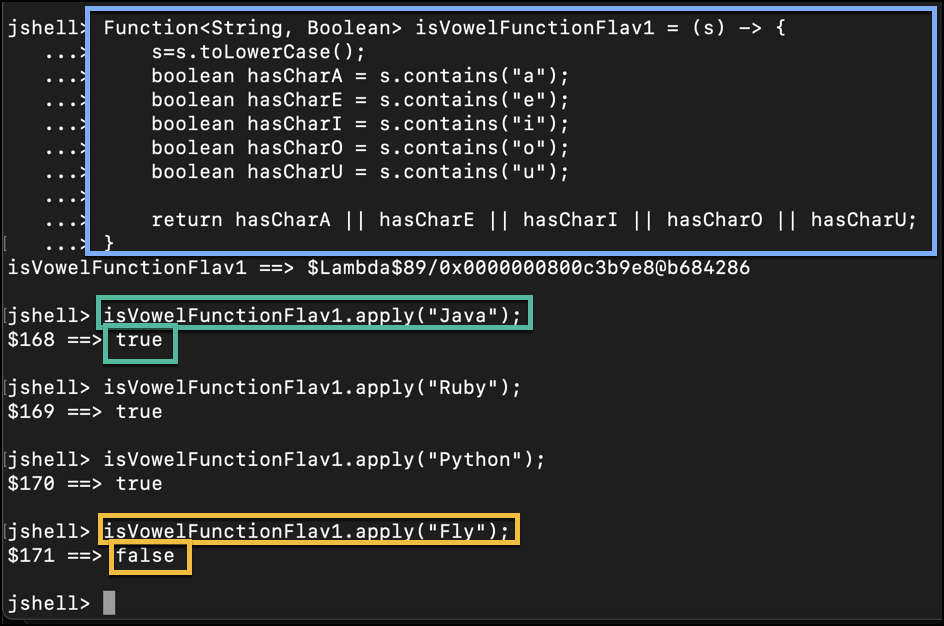 jshell> Function<String, Boolean> isVowelFunctionFlav1 = (s) -> {
   ...>     s=s.toLowerCase();
   ...>     boolean hasCharA = s.contains("a");
   ...>     boolean hasCharE = s.contains("e");
   ...>     boolean hasCharI = s.contains("i");
   ...>     boolean hasCharO = s.contains("o");
   ...>     boolean hasCharU = s.contains("u");
   ...>
   ...>     return hasCharA || hasCharE || hasCharI || hasCharO || hasCharU;
[   ...> }
isVowelFunctionFlav1 ==> $Lambda$89/0x0000000800c3b9e8@b684286
[jshell> isVowelFunctionFlav1.apply("Java");
$168 ==> true
[jshell> isVowelFunctionFlav1.apply("Ruby");
$169 ==> true
[jshell> isVowelFunctionFlav1.apply("Python");
$170 ==> true
[jshell> isVowelFunctionFlav1.apply("Fly");
$171 ==> false
jshell>